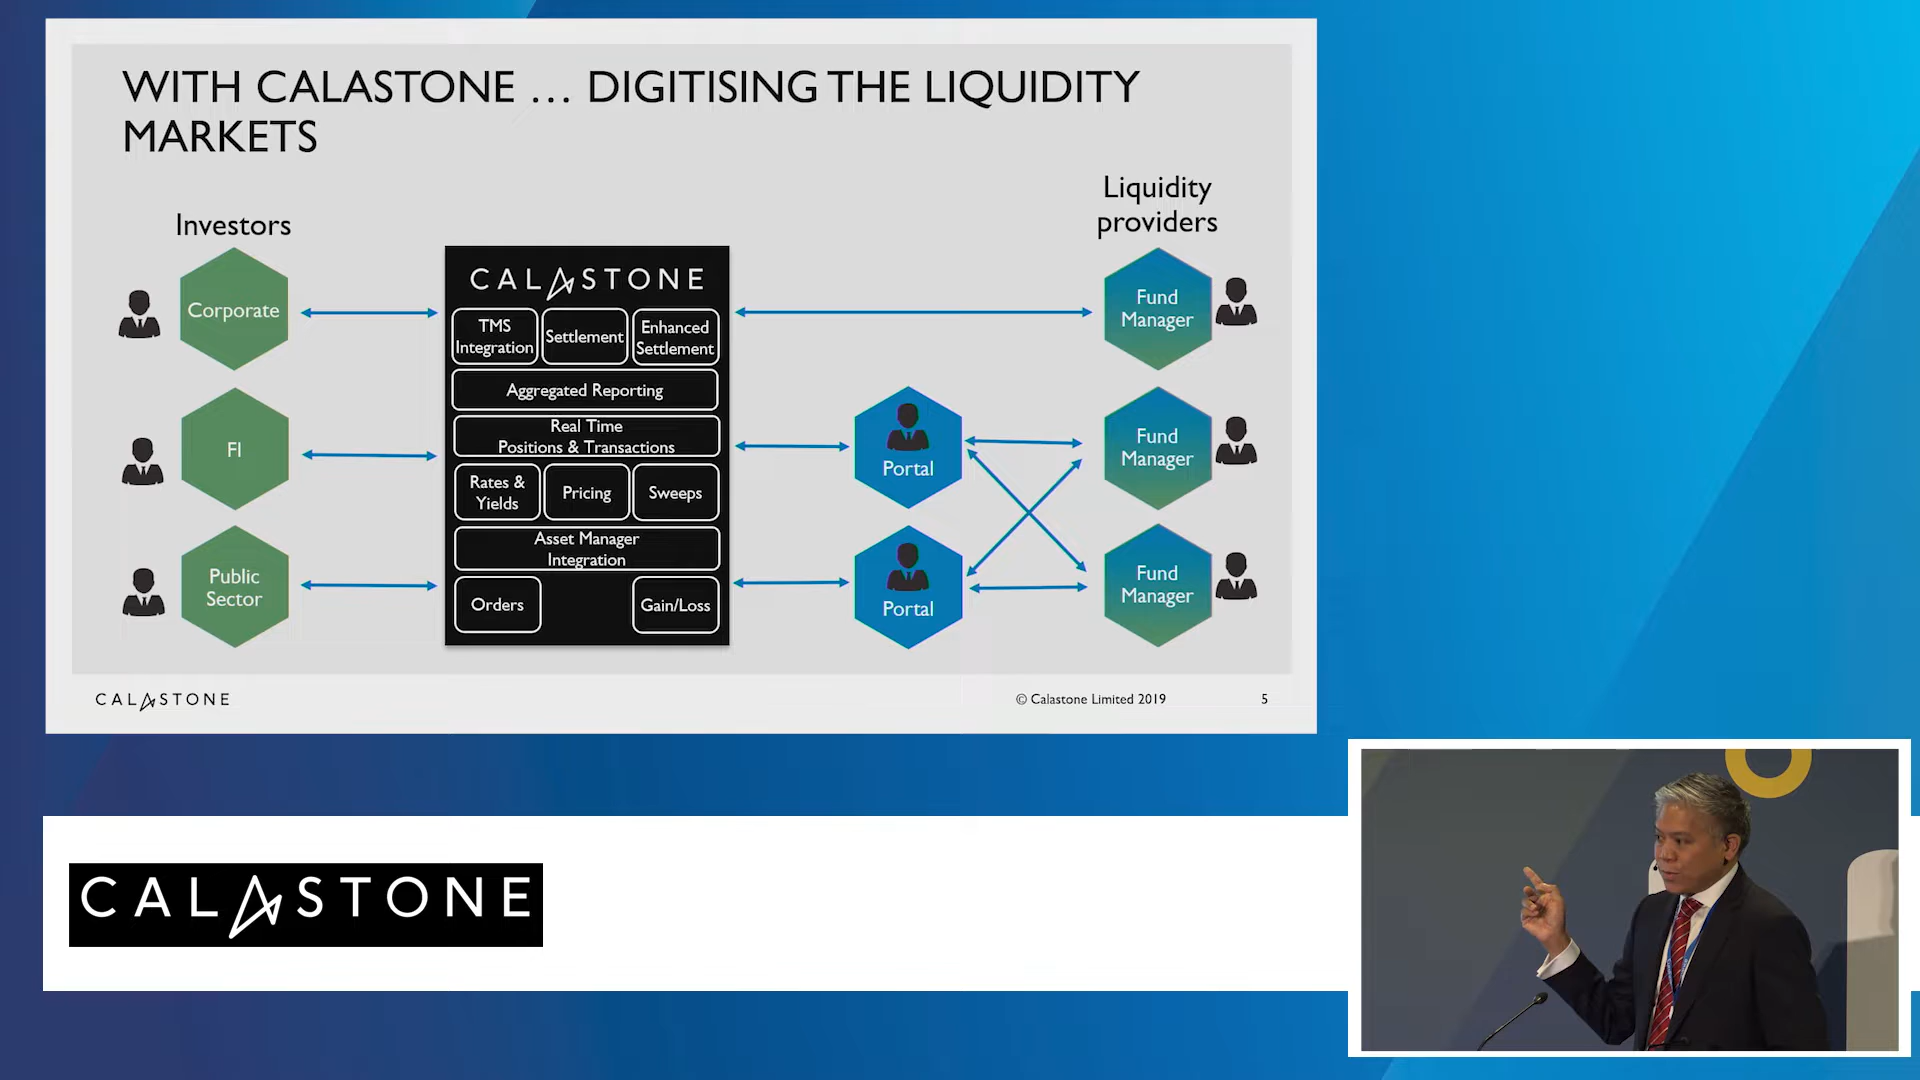 WITH CALASTONE ... DIGITISING THE LIQUIDITY
MARKETS
Investors
Liquidity
providers
Corporate
FI
Public
Sector
CALASTONE
TMS
Integration
Settlement
Enhanced
Settlement
Aggregated Reporting
Real Time
Positions & Transactions
Rates &
Yields
Pricing
Sweeps
Asset Manager
Integration
Orders
Gain/Loss
Portal
Portal
Fund
Manager
Fund
Manager
Fund
Manager
CALASTONE
© Calastone Limited 2019
5
CALASTONE